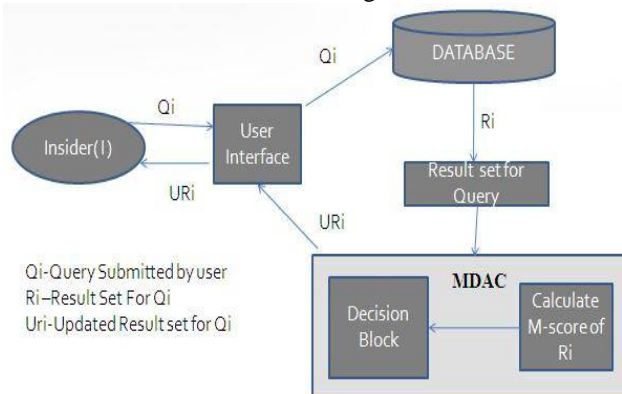 DATABASE
Qi
Qi
Insider(I)
User
Interface
URi
Ri
Result set for
Query
URi
Qi-Query Submitted by user
Ri–Result Set For Qi
Uri-Updated Result set for Qi
MDAC
Decision
Block
Calculate
M-score of
Ri